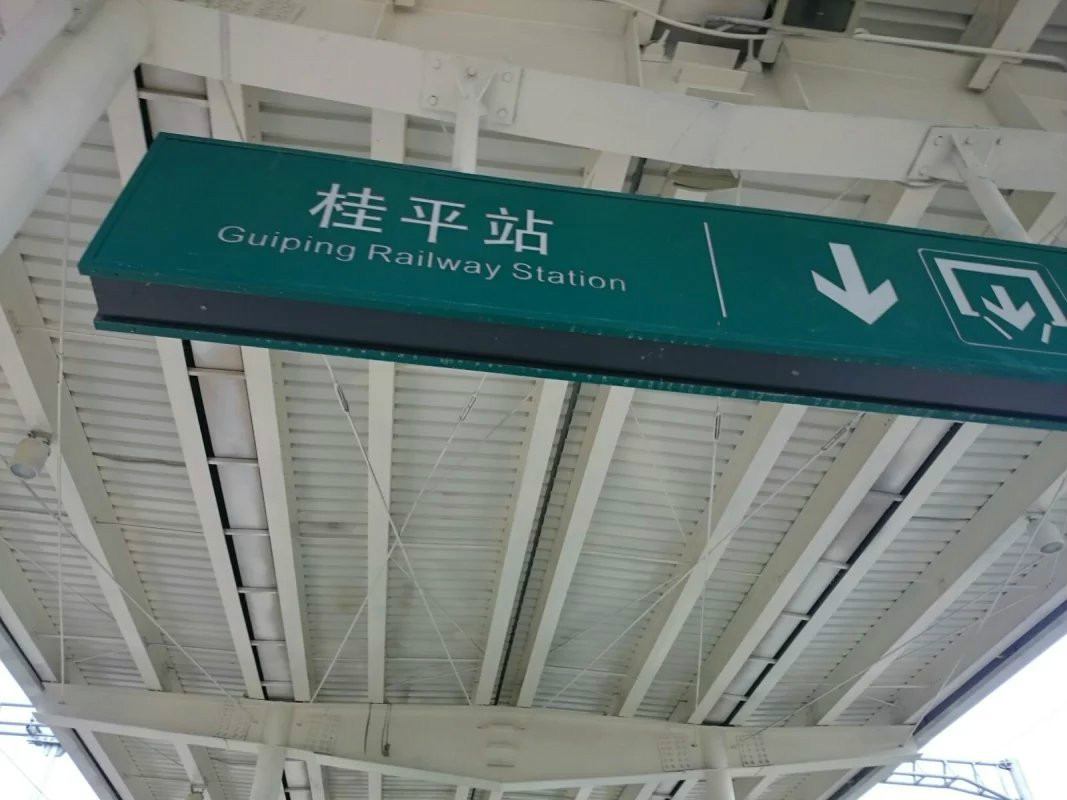 桂平站
Guiping Railway Station